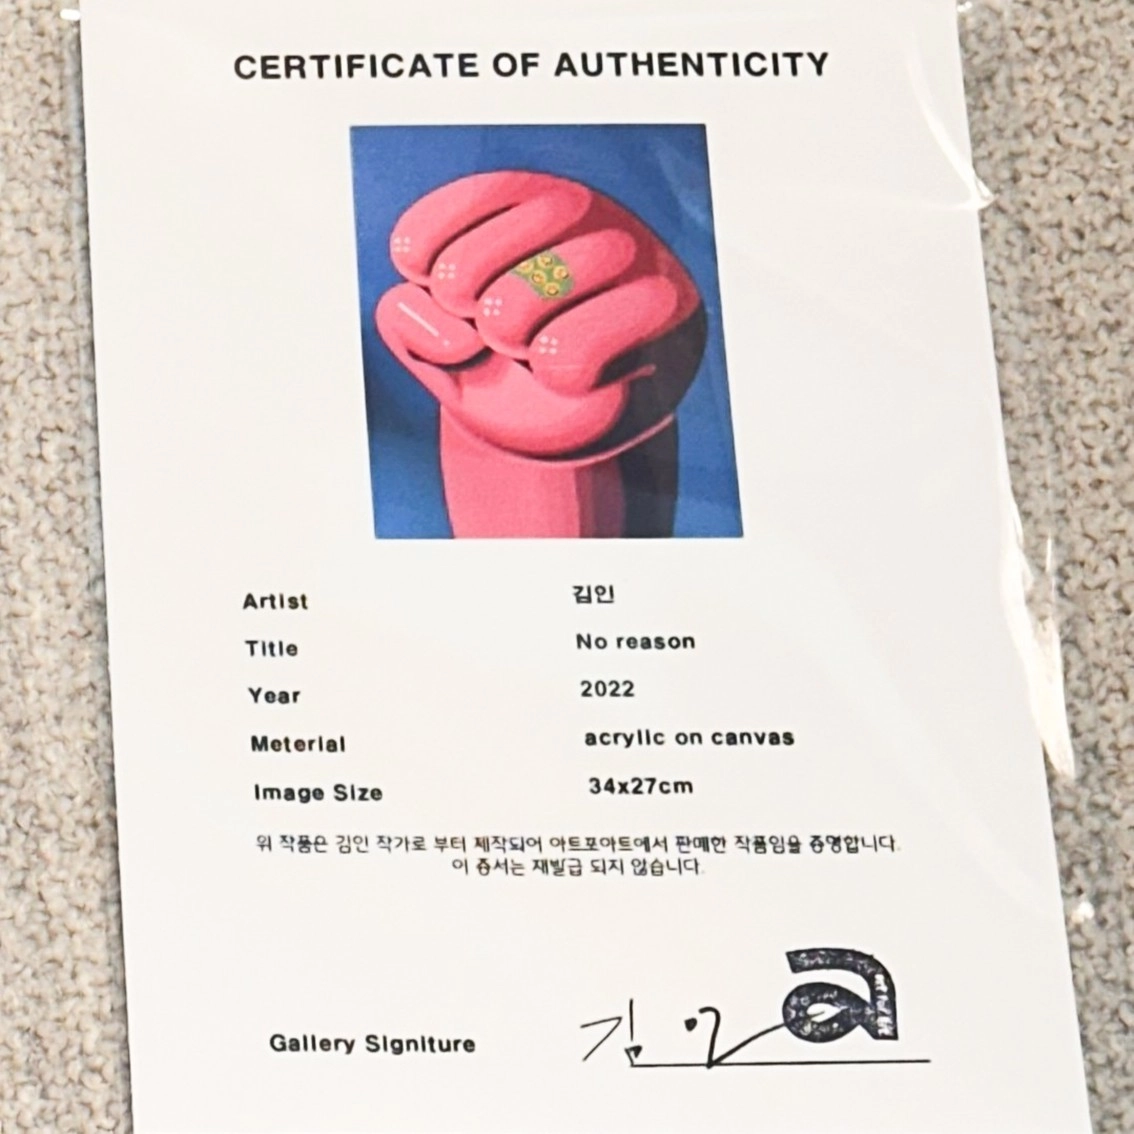 CERTIFICATE OF AUTHENTICITY
Artist 김인
Title No reason
Year 2022
Meterial acrylic on canvas
Image Size 34x27cm
위 작품은 김인 작가로 부터 제작되어 아트포아트에서 판매한 작품임을 증명합니다.
이 증서는 재발급 되지 않습니다.
Gallery Signiture 김인